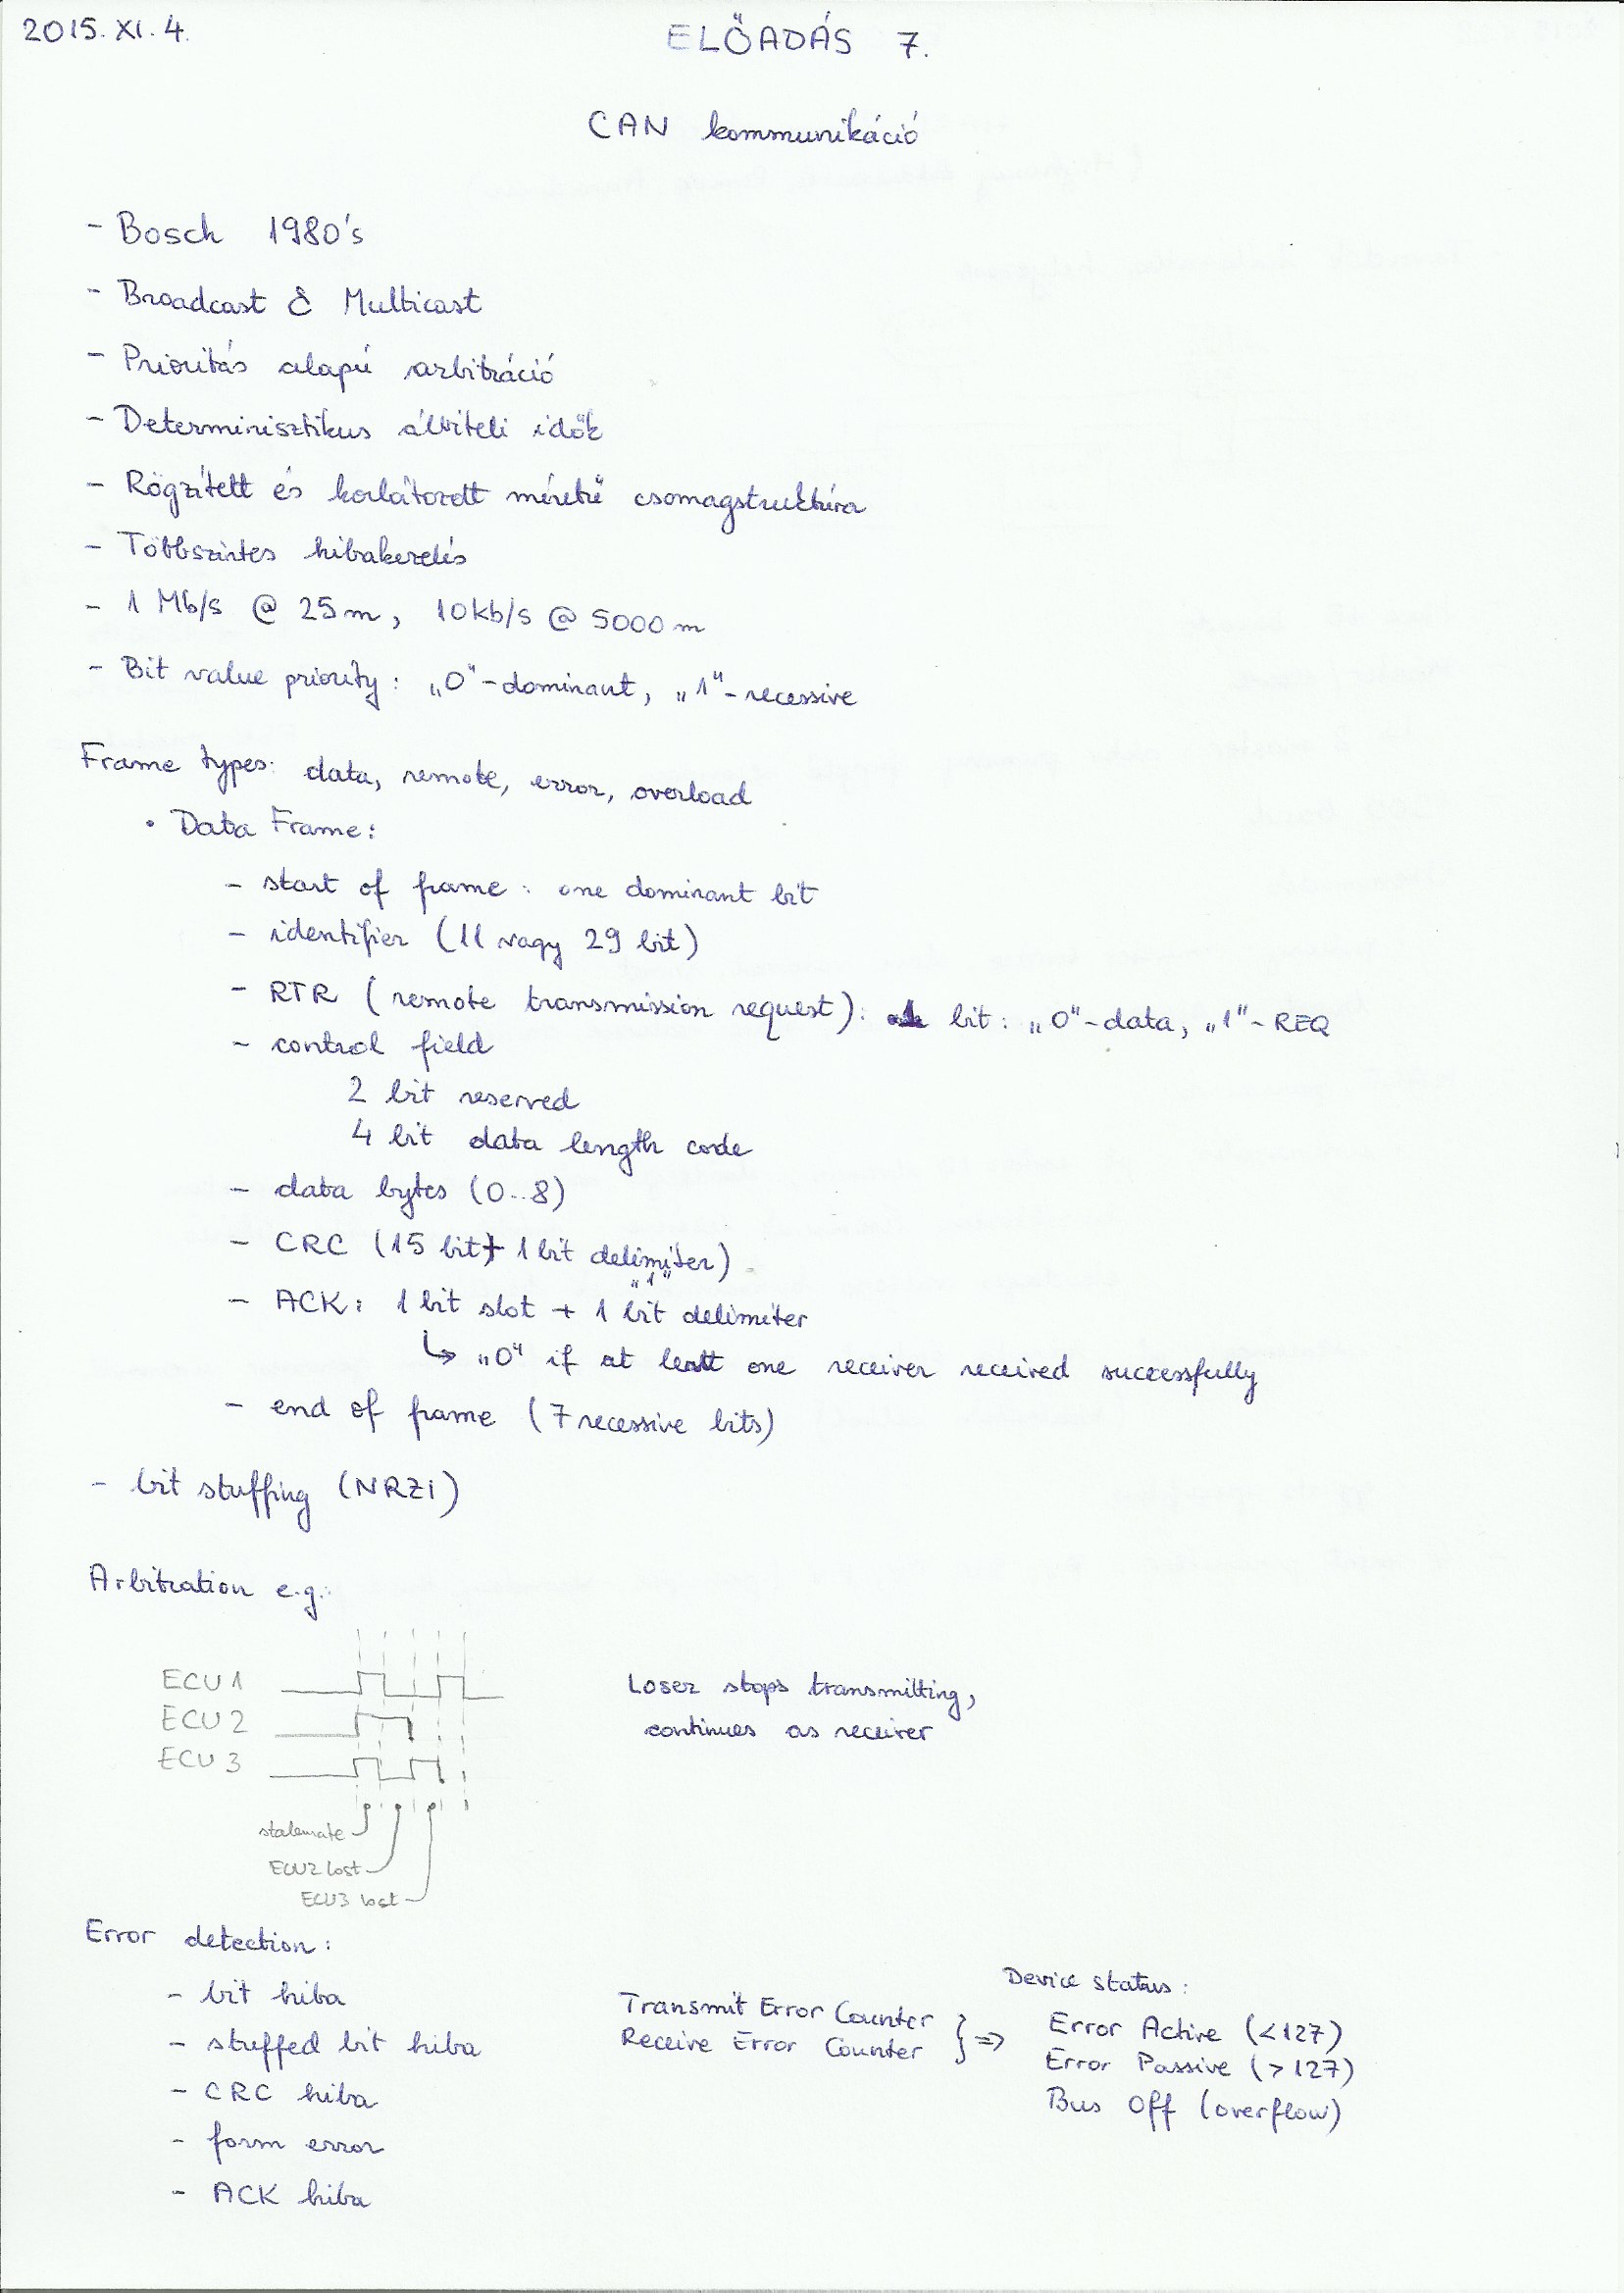 2015. XI. 4.
ELŐADÁS 7.
CAN kommunikáció
- Bosch 1980's
- Broadcast & Multicast
- Prioritás alapú arbitráció
- Determinisztikus átviteli idők
- Rögzített és korlátozott méretű csomagstruktúra
- Többszintes hibakezelés
- 1 Mb/s @ 25m, 10kb/s @ 5000m
- Bit value priority: „0"-dominant, „1"-recessive
Frame types: data, remote, error, overload
• Data Frame:
- start of frame: one dominant bit
- identifier (11 vagy 29 bit)
- RTR (remote transmission request): 1 bit: „0"-data, „1"-REQ
- control field
2 bit reserved
4 bit data length code
- data bytes (0..8)
- CRC (15 bit + 1 bit delimiter)
„1"
- ACK: 1 bit slot + 1 bit delimiter
↳ „0" if at least one receiver received successfully
- end of frame (7 recessive bits)
- bit stuffing (NRZI)
Arbitration e.g.:
ECU 1
ECU 2
ECU 3
Loser stops transmitting,
continues as receiver
stalemate
ECU2 lost
ECU3 lost
Error detection:
- bit hiba
- stuffed bit hiba
- CRC hiba
- form error
- ACK hiba
Transmit Error Counter
Receive Error Counter } ⇒
Device status:
Error Active (<127)
Error Passive (>127)
Bus Off (overflow)